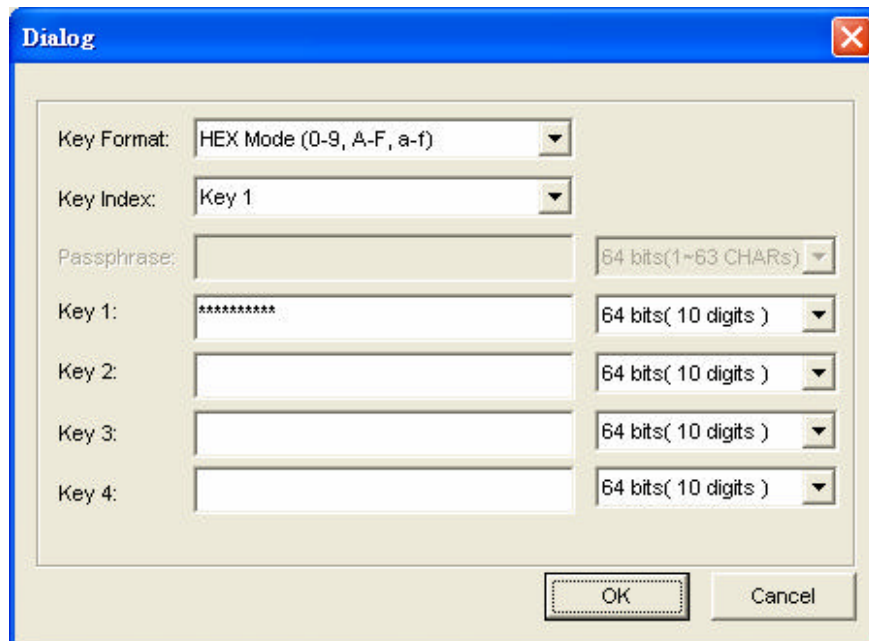 Dialog
Key Format: HEX Mode (0-9, A-F, a-f)
Key Index: Key 1
Passphrase: 64 bits(1~63 CHARs)
Key 1: ********** 64 bits( 10 digits )
Key 2: 64 bits( 10 digits )
Key 3: 64 bits( 10 digits )
Key 4: 64 bits( 10 digits )
OK Cancel